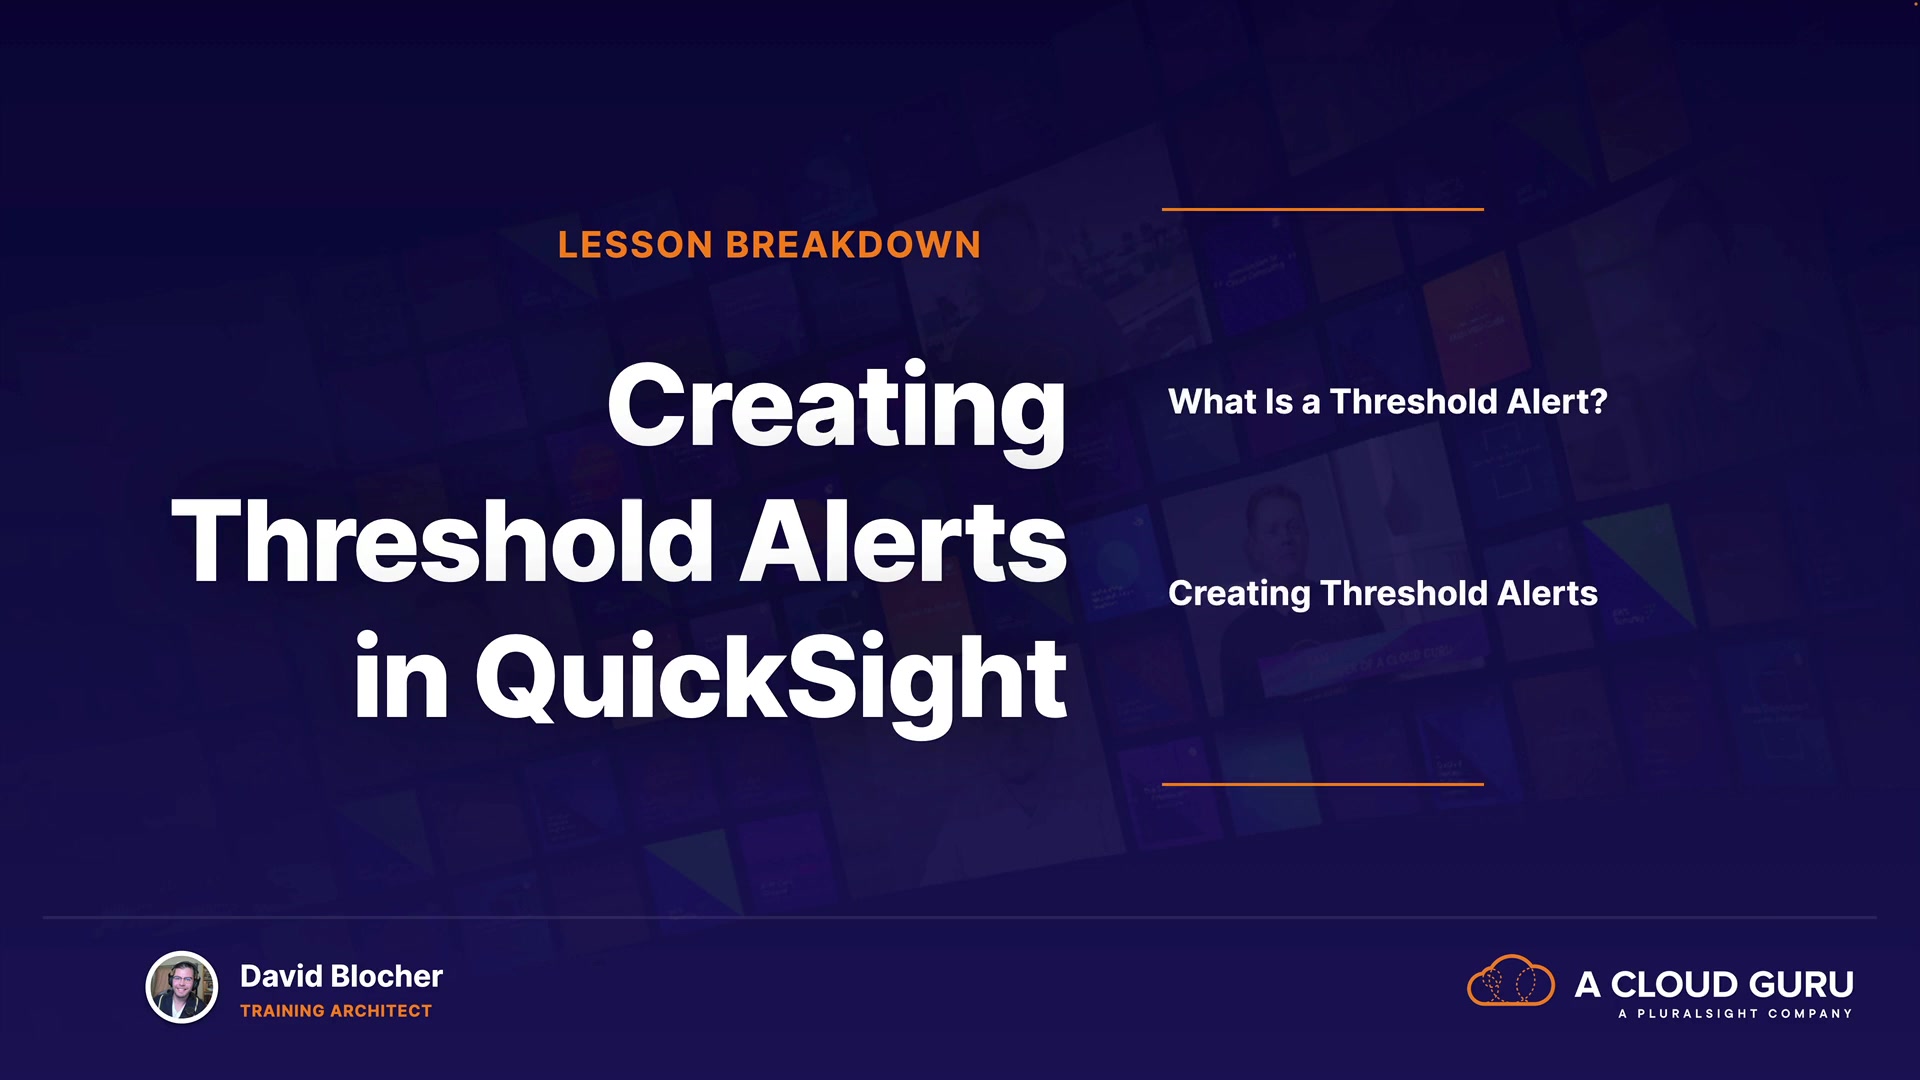 LESSON BREAKDOWN
Creating
Threshold Alerts
in QuickSight
What Is a Threshold Alert?
Creating Threshold Alerts
David Blocher
TRAINING ARCHITECT
A CLOUD GURU
A PLURALSIGHT COMPANY